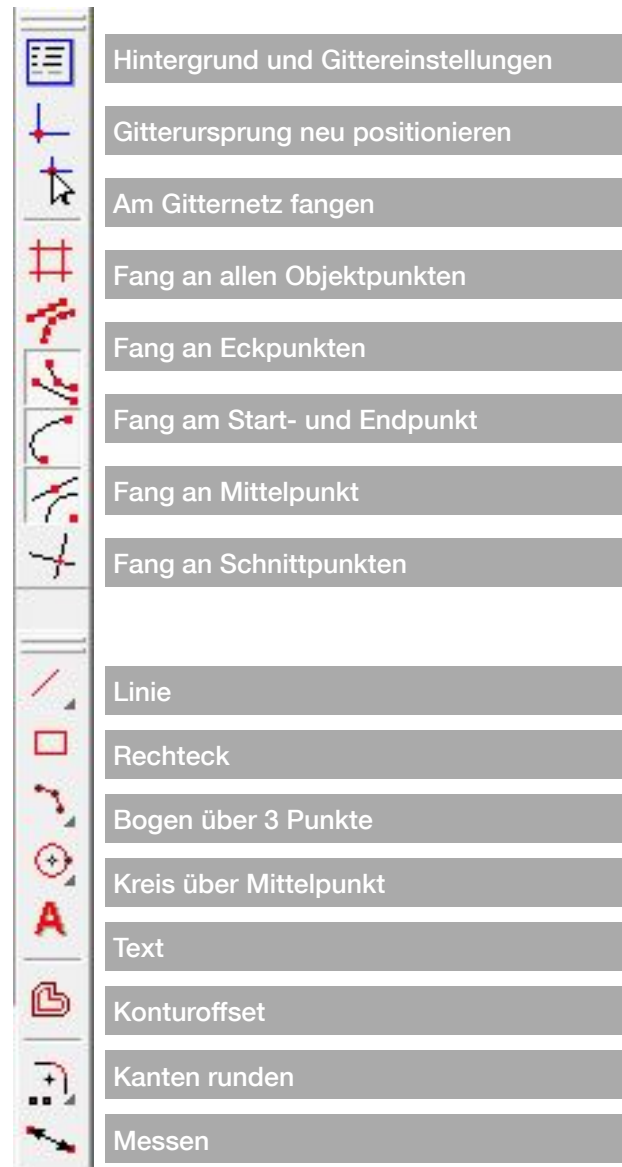 Hintergrund und Gittereinstellungen
Gitterursprung neu positionieren
Am Gitternetz fangen
Fang an allen Objektpunkten
Fang an Eckpunkten
Fang am Start- und Endpunkt
Fang an Mittelpunkt
Fang an Schnittpunkten
Linie
Rechteck
Bogen über 3 Punkte
Kreis über Mittelpunkt
A
Text
Konturoffset
Kanten runden
Messen